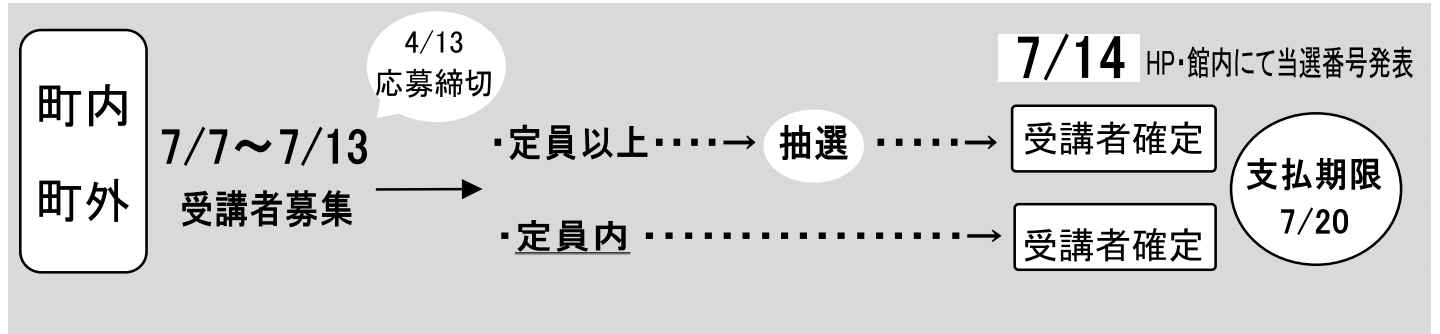 町内
町外
7/7～7/13
受講者募集
4/13
応募締切
・定員以上････→
抽選
･････→
7/14 HP・館内にて当選番号発表
受講者確定
・定員内･････････････････→
受講者確定
支払期限
7/20